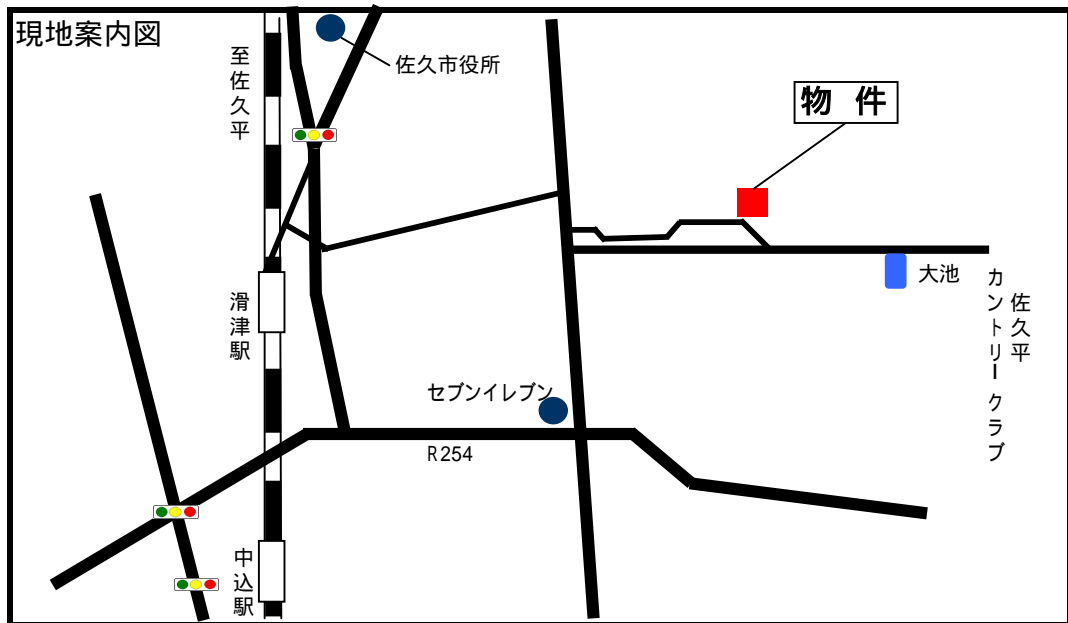 現地案内図
至佐久平
佐久市役所
物 件
大池
佐久平
カントリークラブ
滑津駅
セブンイレブン
R254
中込駅